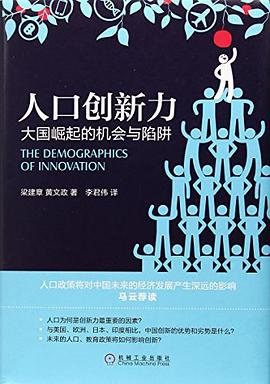 人口创新力
大国崛起的机会与陷阱
THE DEMOGRAPHICS
OF INNOVATION
梁建章 黄文政 著 李君伟 译
人口政策将对中国未来的经济发展产生深远的影响
马云荐读
• 人口为何是创新力最重要的因素?
• 与美国、欧洲、日本、印度相比,中国创新的优势和劣势是什么?
• 未来的人口、教育政策将如何影响创新?
机械工业出版社
China Machine Press